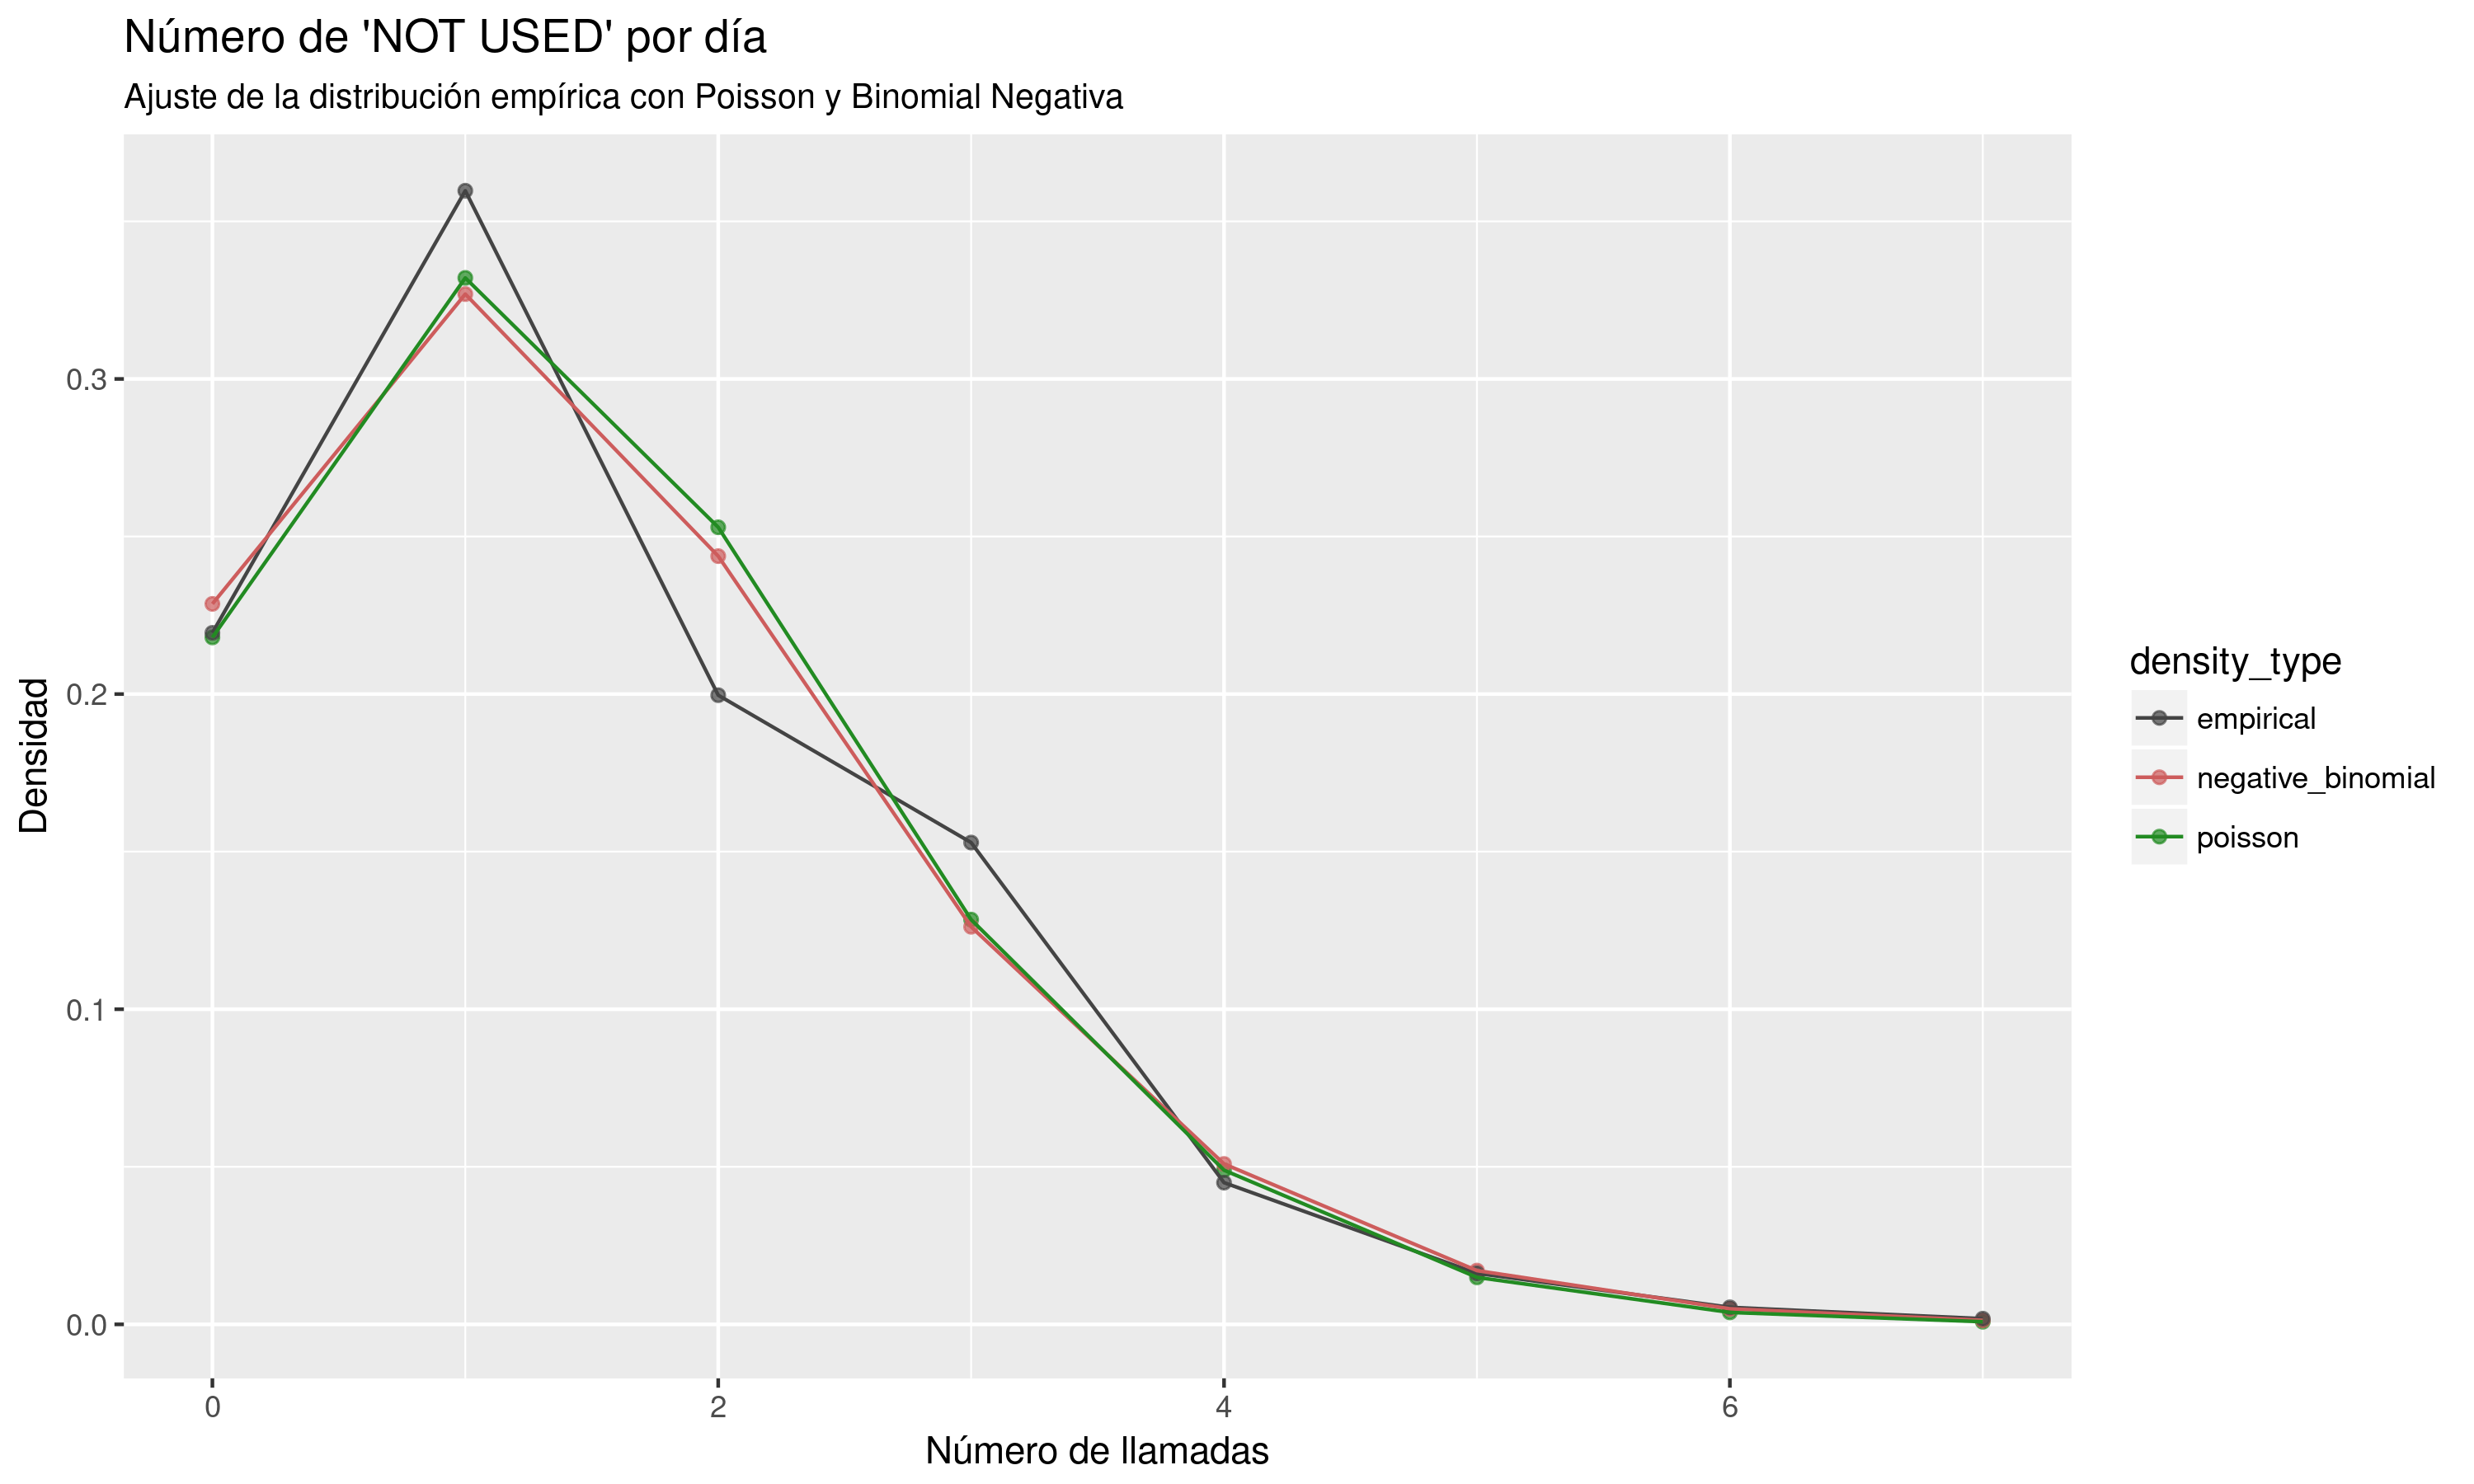 Número de 'NOT USED' por día
Ajuste de la distribución empírica con Poisson y Binomial Negativa
Densidad
0.3
0.2
0.1
0.0
0
2
4
6
Número de llamadas
density_type
empirical
negative_binomial
poisson